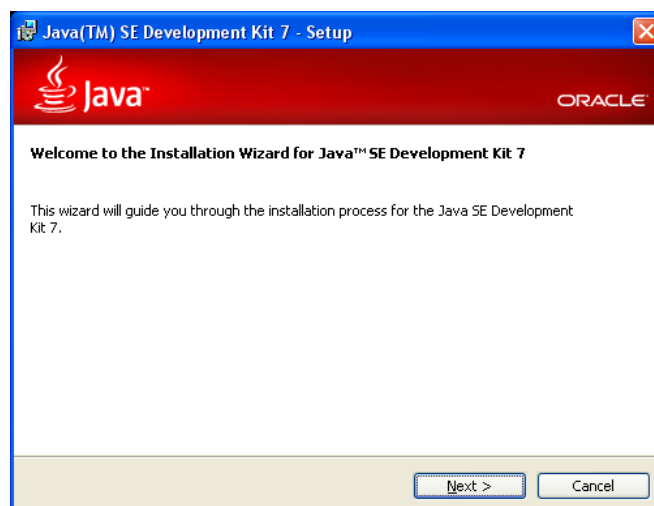 Java(TM) SE Development Kit 7 - Setup
Java™
ORACLE®
Welcome to the Installation Wizard for Java™ SE Development Kit 7
This wizard will guide you through the installation process for the Java SE Development
Kit 7.
Next >
Cancel